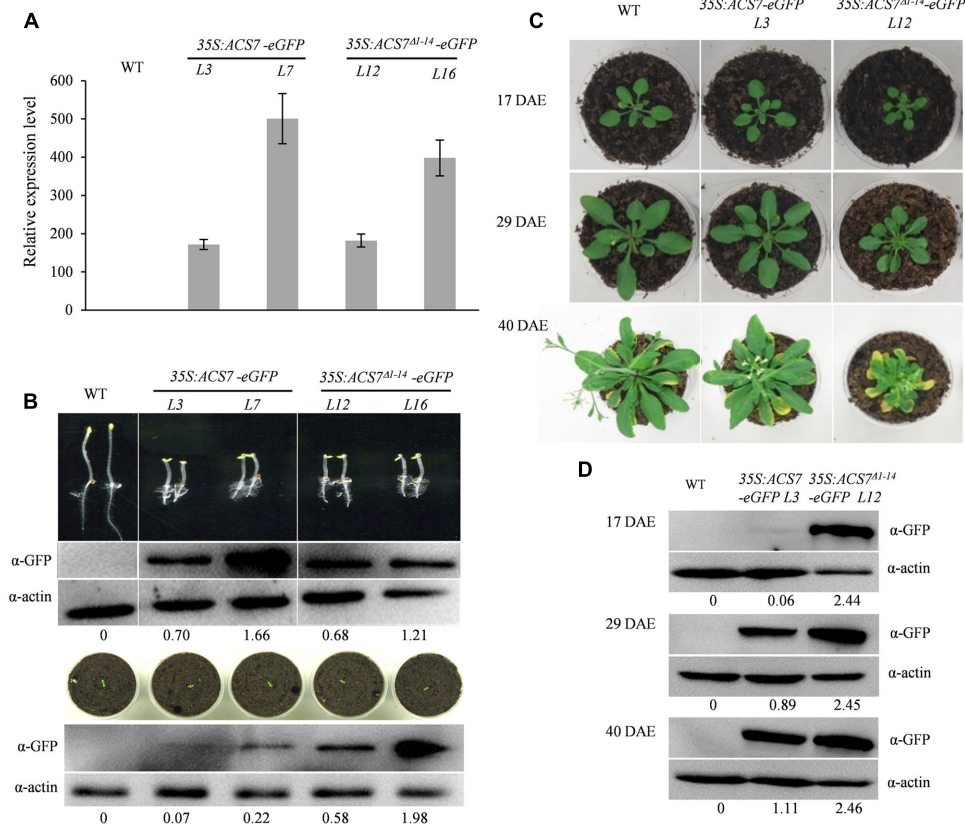 A
35S:ACS7 -eGFP 35S:ACS7Δ1-14 -eGFP
WT L3 L7 L12 L16
Relative expression level
600
500
400
300
200
100
0
B
35S:ACS7 -eGFP 35S:ACS7Δ1-14 -eGFP
WT L3 L7 L12 L16
α-GFP
α-actin
0 0.70 1.66 0.68 1.21
α-GFP
α-actin
0 0.07 0.22 0.58 1.98
C
WT 35S:ACS7-eGFP 35S:ACS7Δ1-14-eGFP
L3 L12
17 DAE
29 DAE
40 DAE
D
WT 35S:ACS7 35S:ACS7Δ1-14
-eGFP L3 -eGFP L12
17 DAE α-GFP
α-actin
0 0.06 2.44
29 DAE α-GFP
α-actin
0 0.89 2.45
40 DAE α-GFP
α-actin
0 1.11 2.46